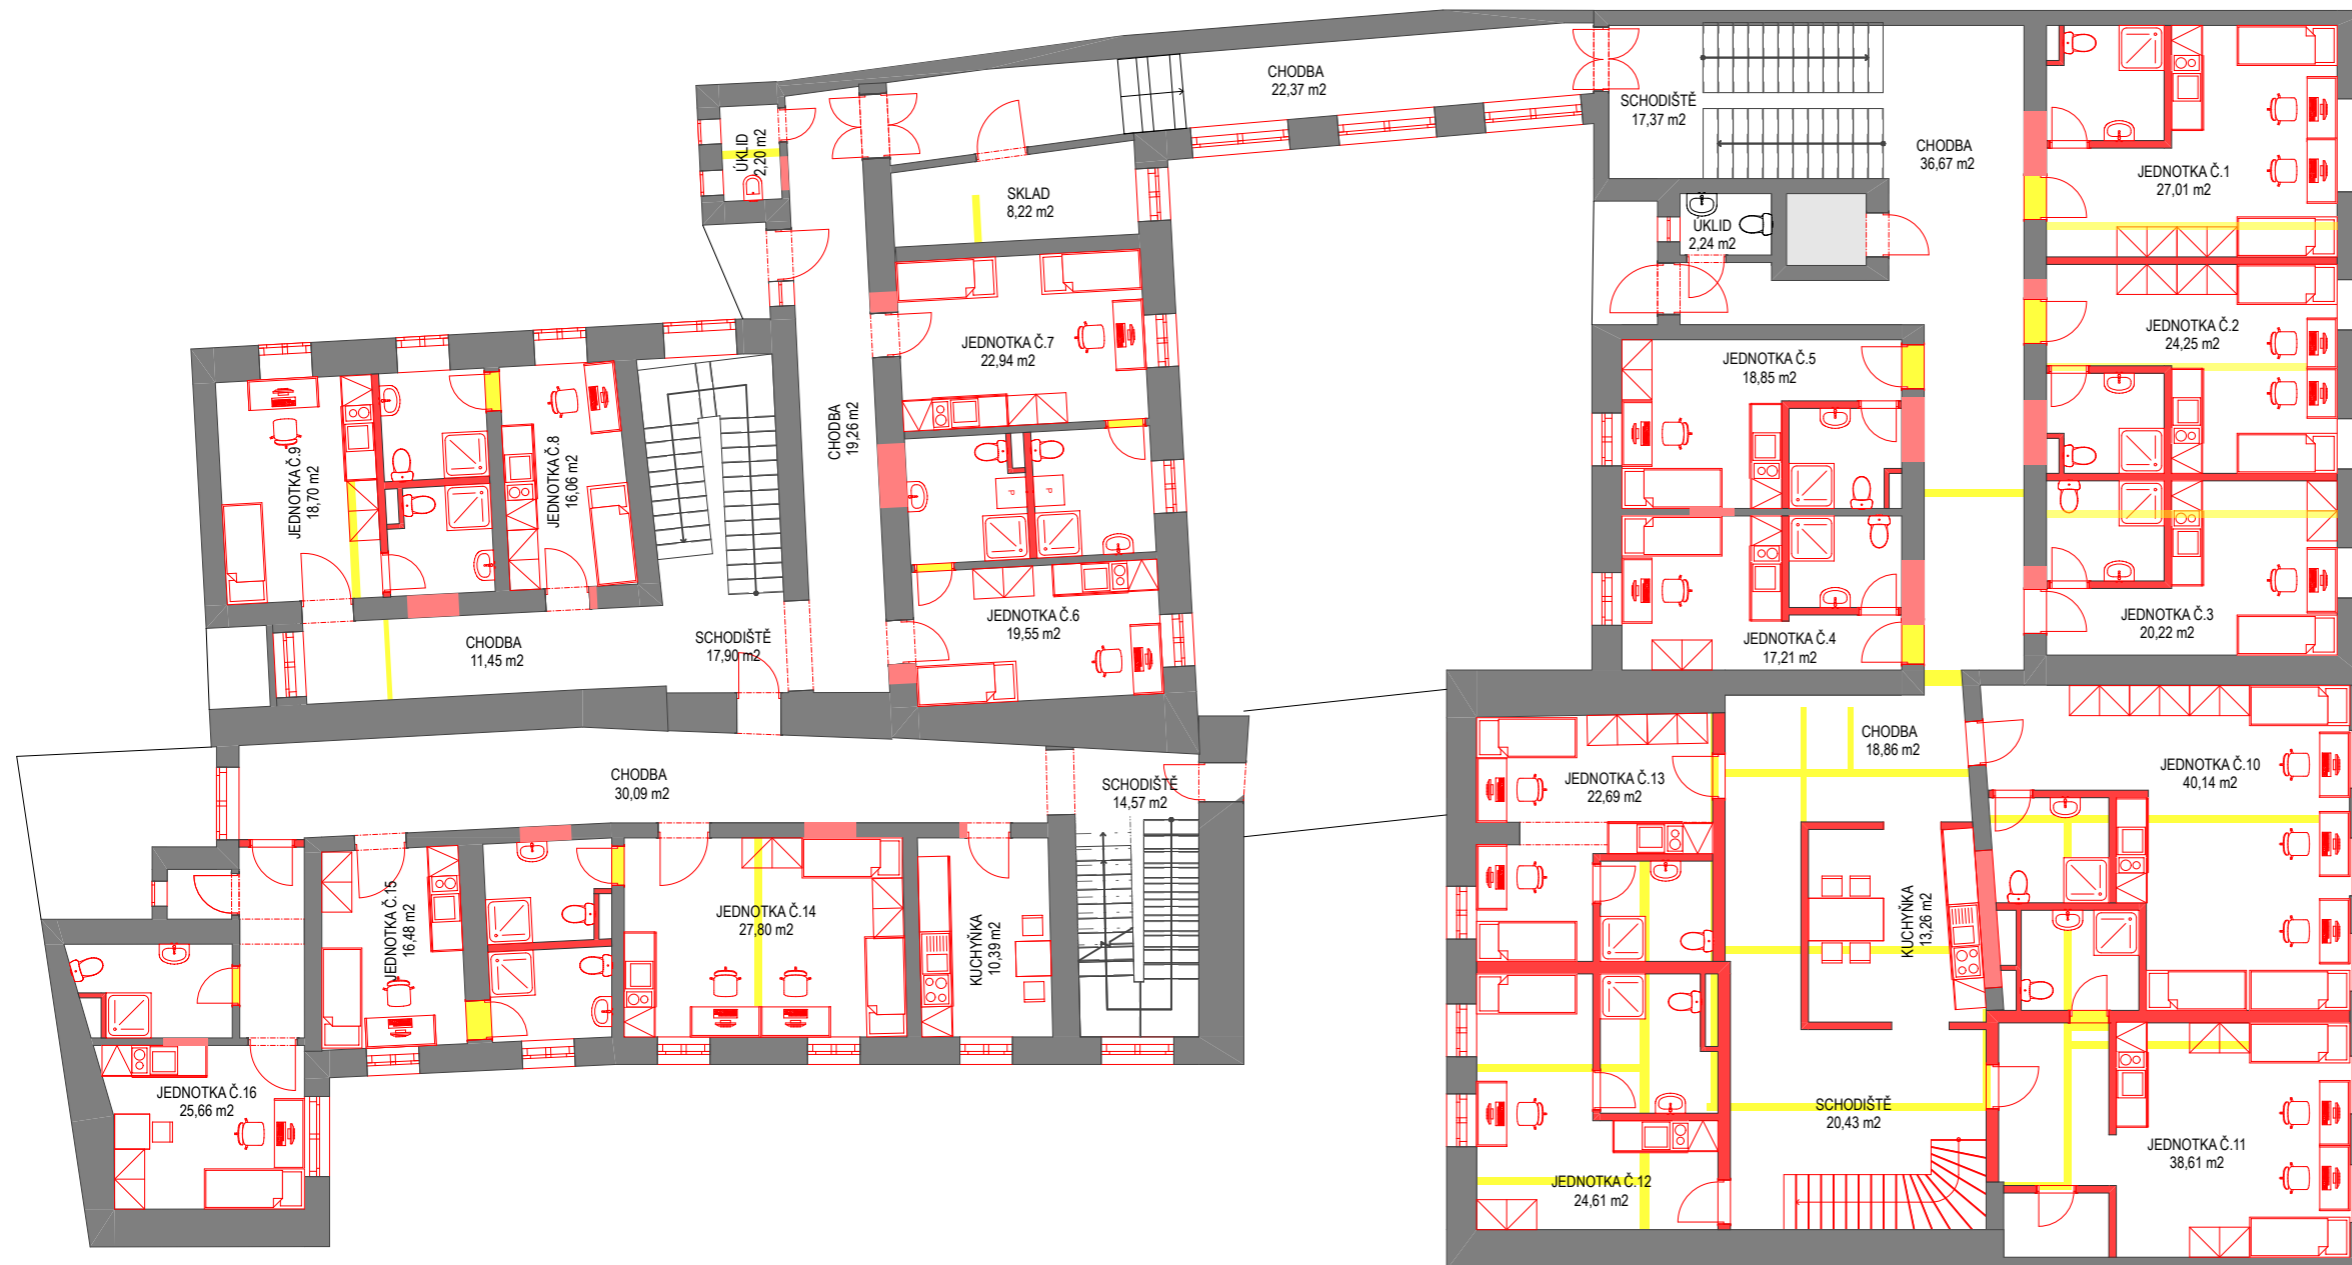 CHODBA
22,37 m2
SCHODIŠTĚ
17,37 m2
CHODBA
36,67 m2
JEDNOTKA Č.1
27,01 m2
ÚKLID
2,20 m2
SKLAD
8,22 m2
ÚKLID
2,24 m2
JEDNOTKA Č.2
24,25 m2
JEDNOTKA Č.7
22,94 m2
JEDNOTKA Č.5
18,85 m2
CHODBA
19,26 m2
JEDNOTKA Č.9
18,70 m2
JEDNOTKA Č.8
16,06 m2
JEDNOTKA Č.6
19,55 m2
JEDNOTKA Č.3
20,22 m2
CHODBA
11,45 m2
SCHODIŠTĚ
17,90 m2
JEDNOTKA Č.4
17,21 m2
CHODBA
18,86 m2
CHODBA
30,09 m2
SCHODIŠTĚ
14,57 m2
JEDNOTKA Č.13
22,69 m2
JEDNOTKA Č.10
40,14 m2
JEDNOTKA Č.15
16,48 m2
JEDNOTKA Č.14
27,80 m2
KUCHYŇKA
10,39 m2
KUCHYŇKA
13,26 m2
JEDNOTKA Č.16
25,66 m2
SCHODIŠTĚ
20,43 m2
JEDNOTKA Č.11
38,61 m2
JEDNOTKA Č.12
24,61 m2